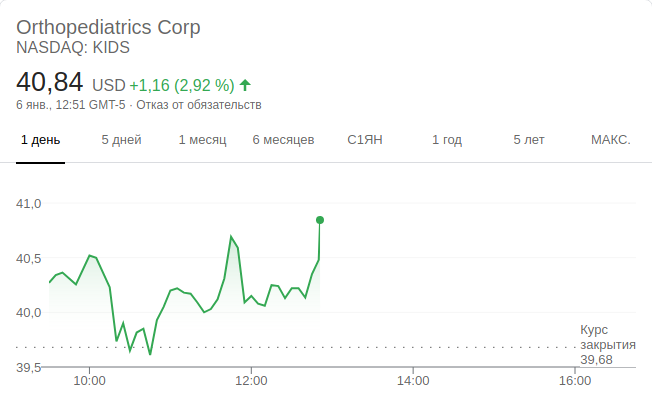 Orthopediatrics Corp
NASDAQ: KIDS
40,84 USD +1,16 (2,92 %)
6 янв., 12:51 GMT-5 · Отказ от обязательств
1 день 5 дней 1 месяц 6 месяцев С1ЯН 1 год 5 лет МАКС.
41,0
40,5
40,0
39,5
Курс
закрытия
39,68
10:00 12:00 14:00 16:00